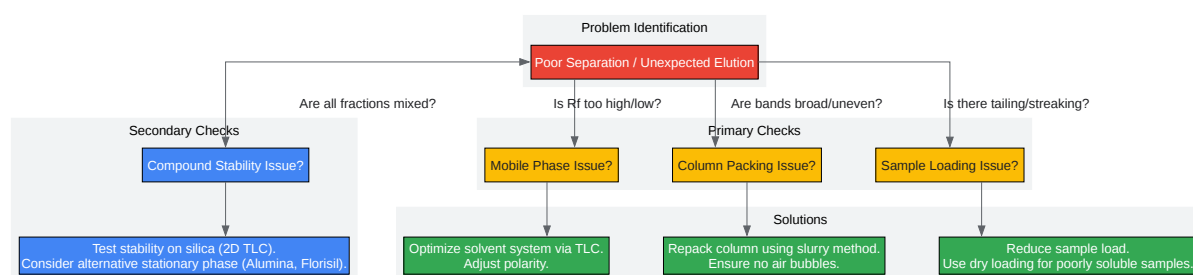 Problem Identification
Poor Separation / Unexpected Elution
Are all fractions mixed?
Is Rf too high/low?
Are bands broad/uneven?
Is there tailing/streaking?
Secondary Checks
Primary Checks
Compound Stability Issue?
Mobile Phase Issue?
Column Packing Issue?
Sample Loading Issue?
Solutions
Test stability on silica (2D TLC).
Consider alternative stationary phase (Alumina, Florisil).
Optimize solvent system via TLC.
Adjust polarity.
Repack column using slurry method.
Ensure no air bubbles.
Reduce sample load.
Use dry loading for poorly soluble samples